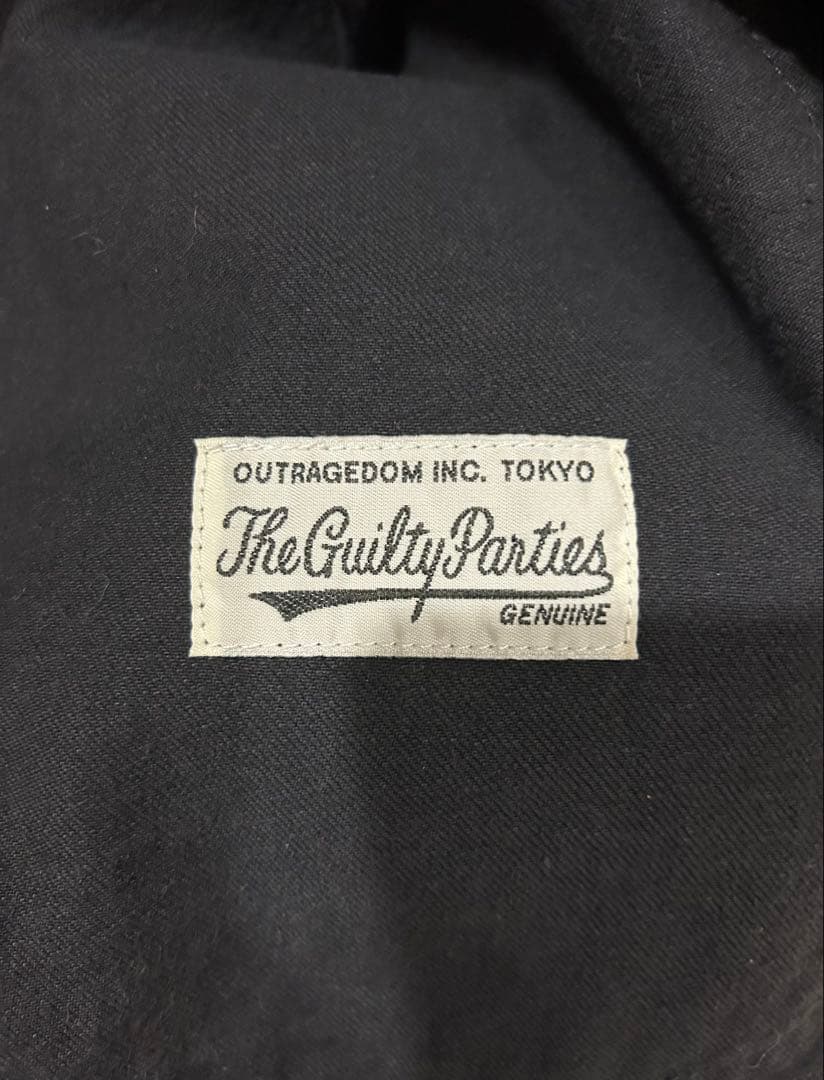 OUTRAGEDOM INC. TOKYO
The Guilty Parties
GENUINE